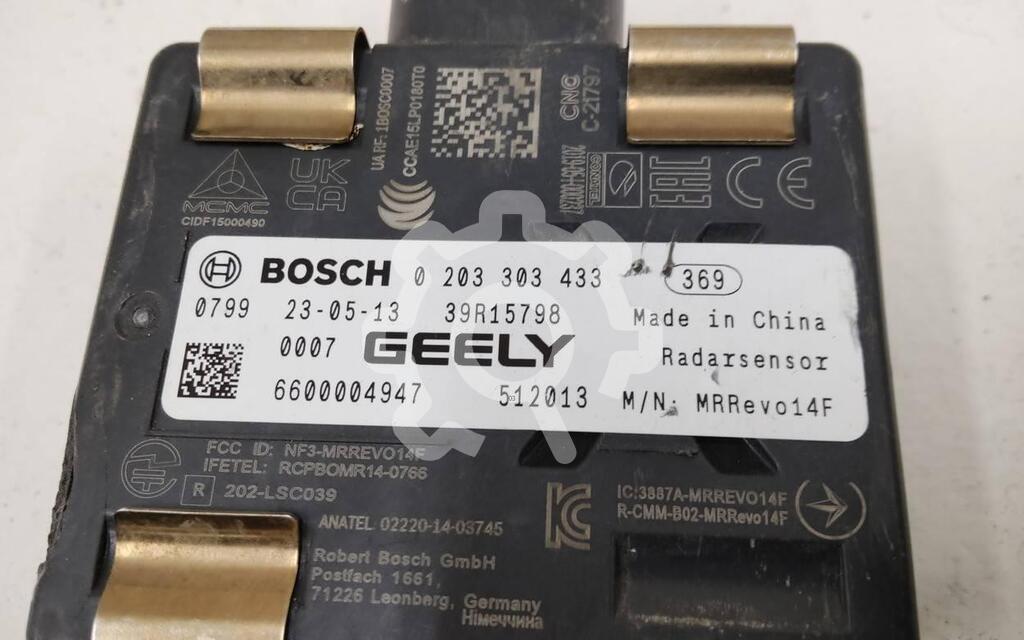 UA RF: 1BOSC0007
CCAE15LP0180T0
CNC
C-21797
EAC
CE
UK
CA
MCMC
CIDF15000490
BOSCH 0 203 303 433 369
0799 23-05-13 39R15798 Made in China
0007 GEELY Radarsensor
6600004947 512013 M/N: MRRevo14F
FCC ID: NF3-MRREVO14F
IFETEL: RCPBOMR14-0766
R 202-LSC039
IC:3887A-MRREVO14F
R-CMM-B02-MRRevo14F
ANATEL 02220-14-03745
Robert Bosch GmbH
Postfach 1661,
71226 Leonberg, Germany
Німеччина